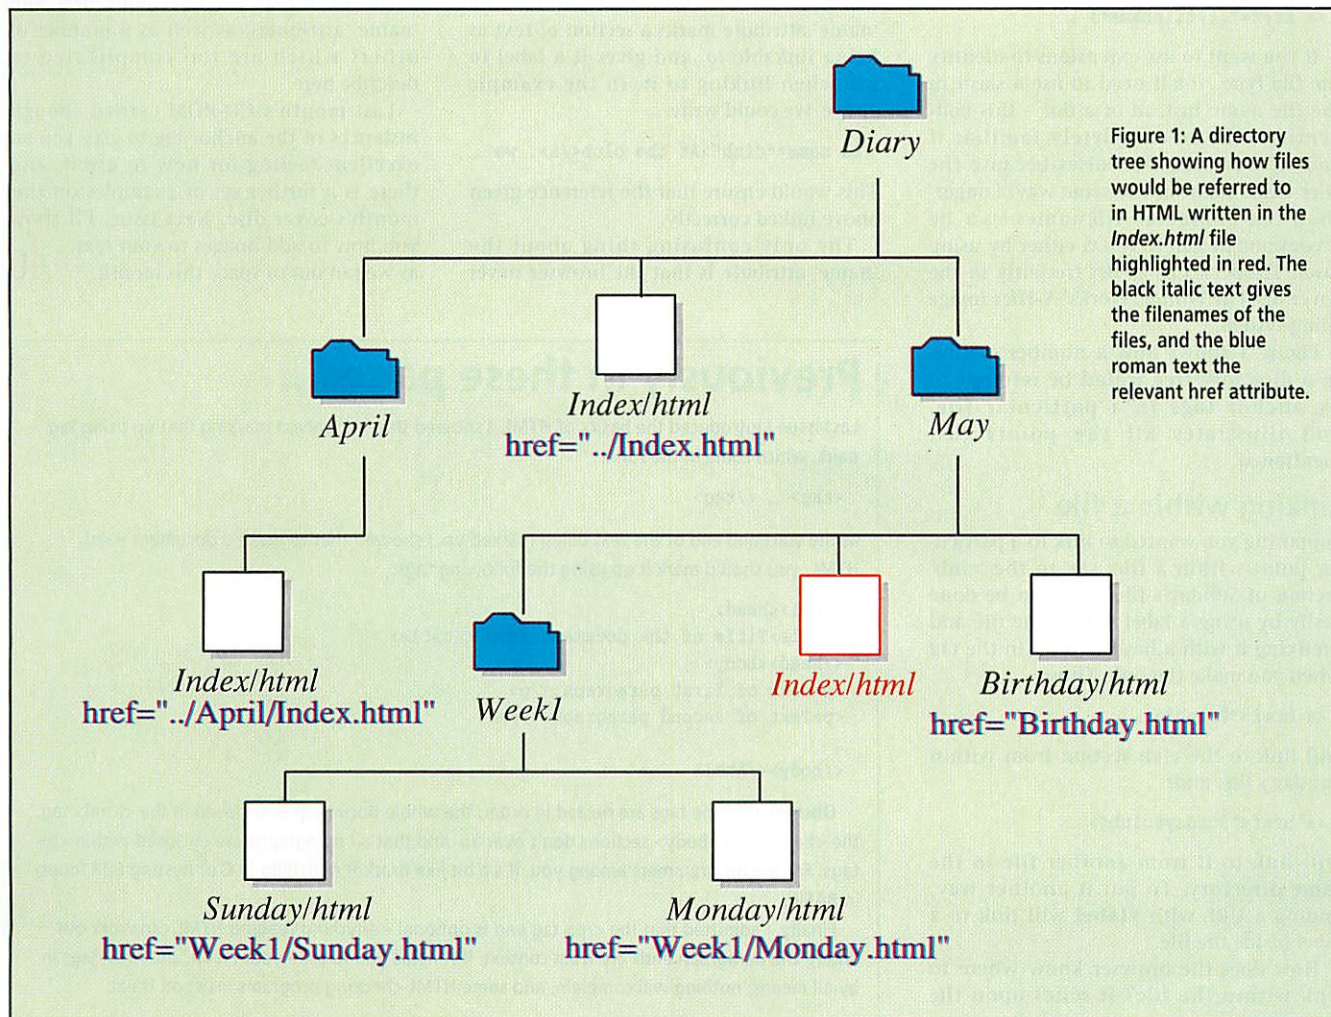 Diary
Figure 1: A directory
tree showing how files
would be referred to
in HTML written in the
Index.html file
highlighted in red. The
black italic text gives
the filenames of the
files, and the blue
roman text the
relevant href attribute.
April
Index/html
href="../Index.html"
May
Index/html
href="../April/Index.html"
Week1
Index/html
Birthday/html
href="Birthday.html"
Sunday/html
href="Week1/Sunday.html"
Monday/html
href="Week1/Monday.html"